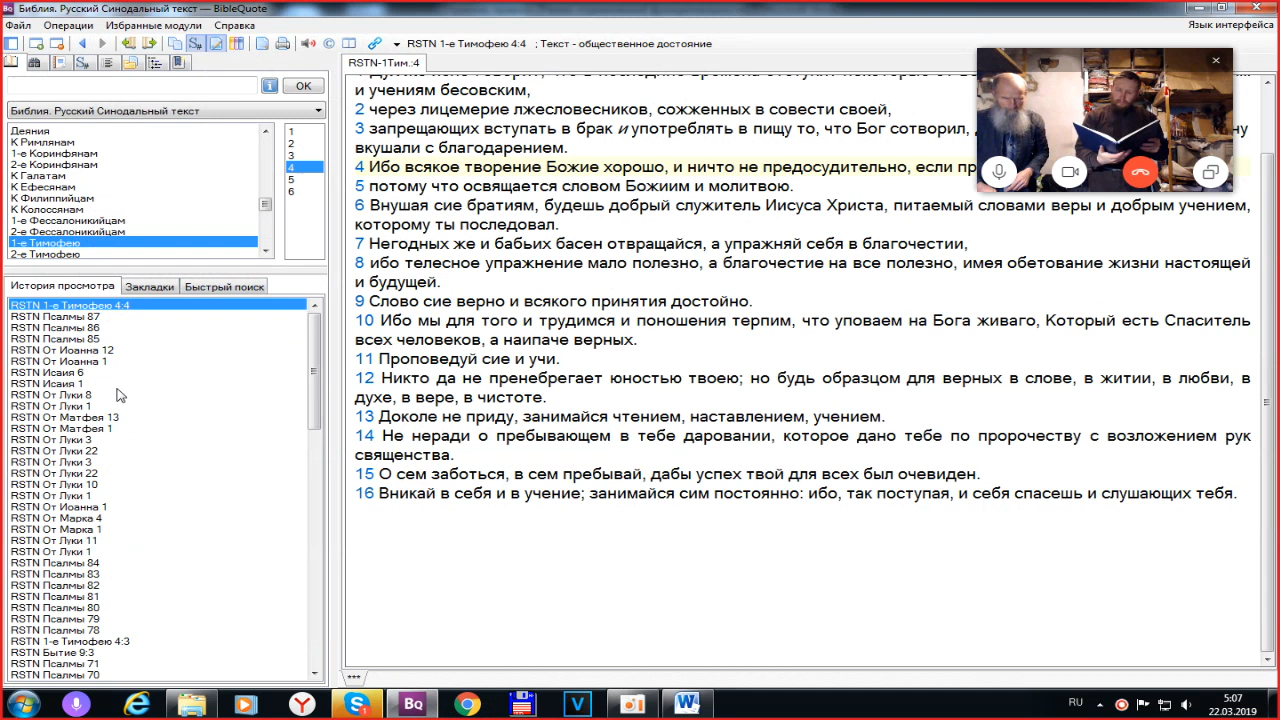 Библия. Русский Синодальный текст — BibleQuote
Файл Операции Избранные модули Справка
Язык интерфейса
RSTN 1-е Тимофею 4:4 ; Текст - общественное достояние
RSTN-1Тим.:4
OK
Библия. Русский Синодальный текст
Деяния
К Римлянам
1-е Коринфянам
2-е Коринфянам
К Галатам
К Ефесянам
К Филиппийцам
К Колоссянам
1-е Фессалоникийцам
2-е Фессалоникийцам
1-е Тимофею
2-е Тимофею
1
2
3
4
5
6
История просмотра Закладки Быстрый поиск
RSTN 1-е Тимофею 4:4
RSTN Псалмы 87
RSTN Псалмы 86
RSTN Псалмы 85
RSTN От Иоанна 12
RSTN От Иоанна 1
RSTN Исаия 6
RSTN Исаия 1
RSTN От Луки 8
RSTN От Луки 1
RSTN От Матфея 13
RSTN От Матфея 1
RSTN От Луки 3
RSTN От Луки 22
RSTN От Луки 3
RSTN От Луки 22
RSTN От Луки 10
RSTN От Луки 1
RSTN От Иоанна 1
RSTN От Марка 4
RSTN От Марка 1
RSTN От Луки 11
RSTN От Луки 1
RSTN Псалмы 84
RSTN Псалмы 83
RSTN Псалмы 82
RSTN Псалмы 81
RSTN Псалмы 80
RSTN Псалмы 79
RSTN Псалмы 78
RSTN 1-е Тимофею 4:3
RSTN Бытие 9:3
RSTN Псалмы 71
RSTN Псалмы 70
и учениям бесовским,
2 через лицемерие лжесловесников, сожженных в совести своей,
3 запрещающих вступать в брак и употреблять в пищу то, что Бог сотворил,
вкушали с благодарением.
4 Ибо всякое творение Божие хорошо, и ничто не предосудительно, если
5 потому что освящается словом Божиим и молитвою.
6 Внушая сие братиям, будешь добрый служитель Иисуса Христа, питаемый словами веры и добрым учением,
которому ты последовал.
7 Негодных же и бабьих басен отвращайся, а упражняй себя в благочестии,
8 ибо телесное упражнение мало полезно, а благочестие на все полезно, имея обетование жизни настоящей
и будущей.
9 Слово сие верно и всякого принятия достойно.
10 Ибо мы для того и трудимся и поношения терпим, что уповаем на Бога живаго, Который есть Спаситель
всех человеков, а наипаче верных.
11 Проповедуй сие и учи.
12 Никто да не пренебрегает юностью твоею; но будь образцом для верных в слове, в житии, в любви, в
духе, в вере, в чистоте.
13 Доколе не приду, занимайся чтением, наставлением, учением.
14 Не неради о пребывающем в тебе даровании, которое дано тебе по пророчеству с возложением рук
священства.
15 О сем заботься, в сем пребывай, дабы успех твой для всех был очевиден.
16 Вникай в себя и в учение; занимайся сим постоянно: ибо, так поступая, и себя спасешь и слушающих тебя.
***
RU
5:07
22.03.2019